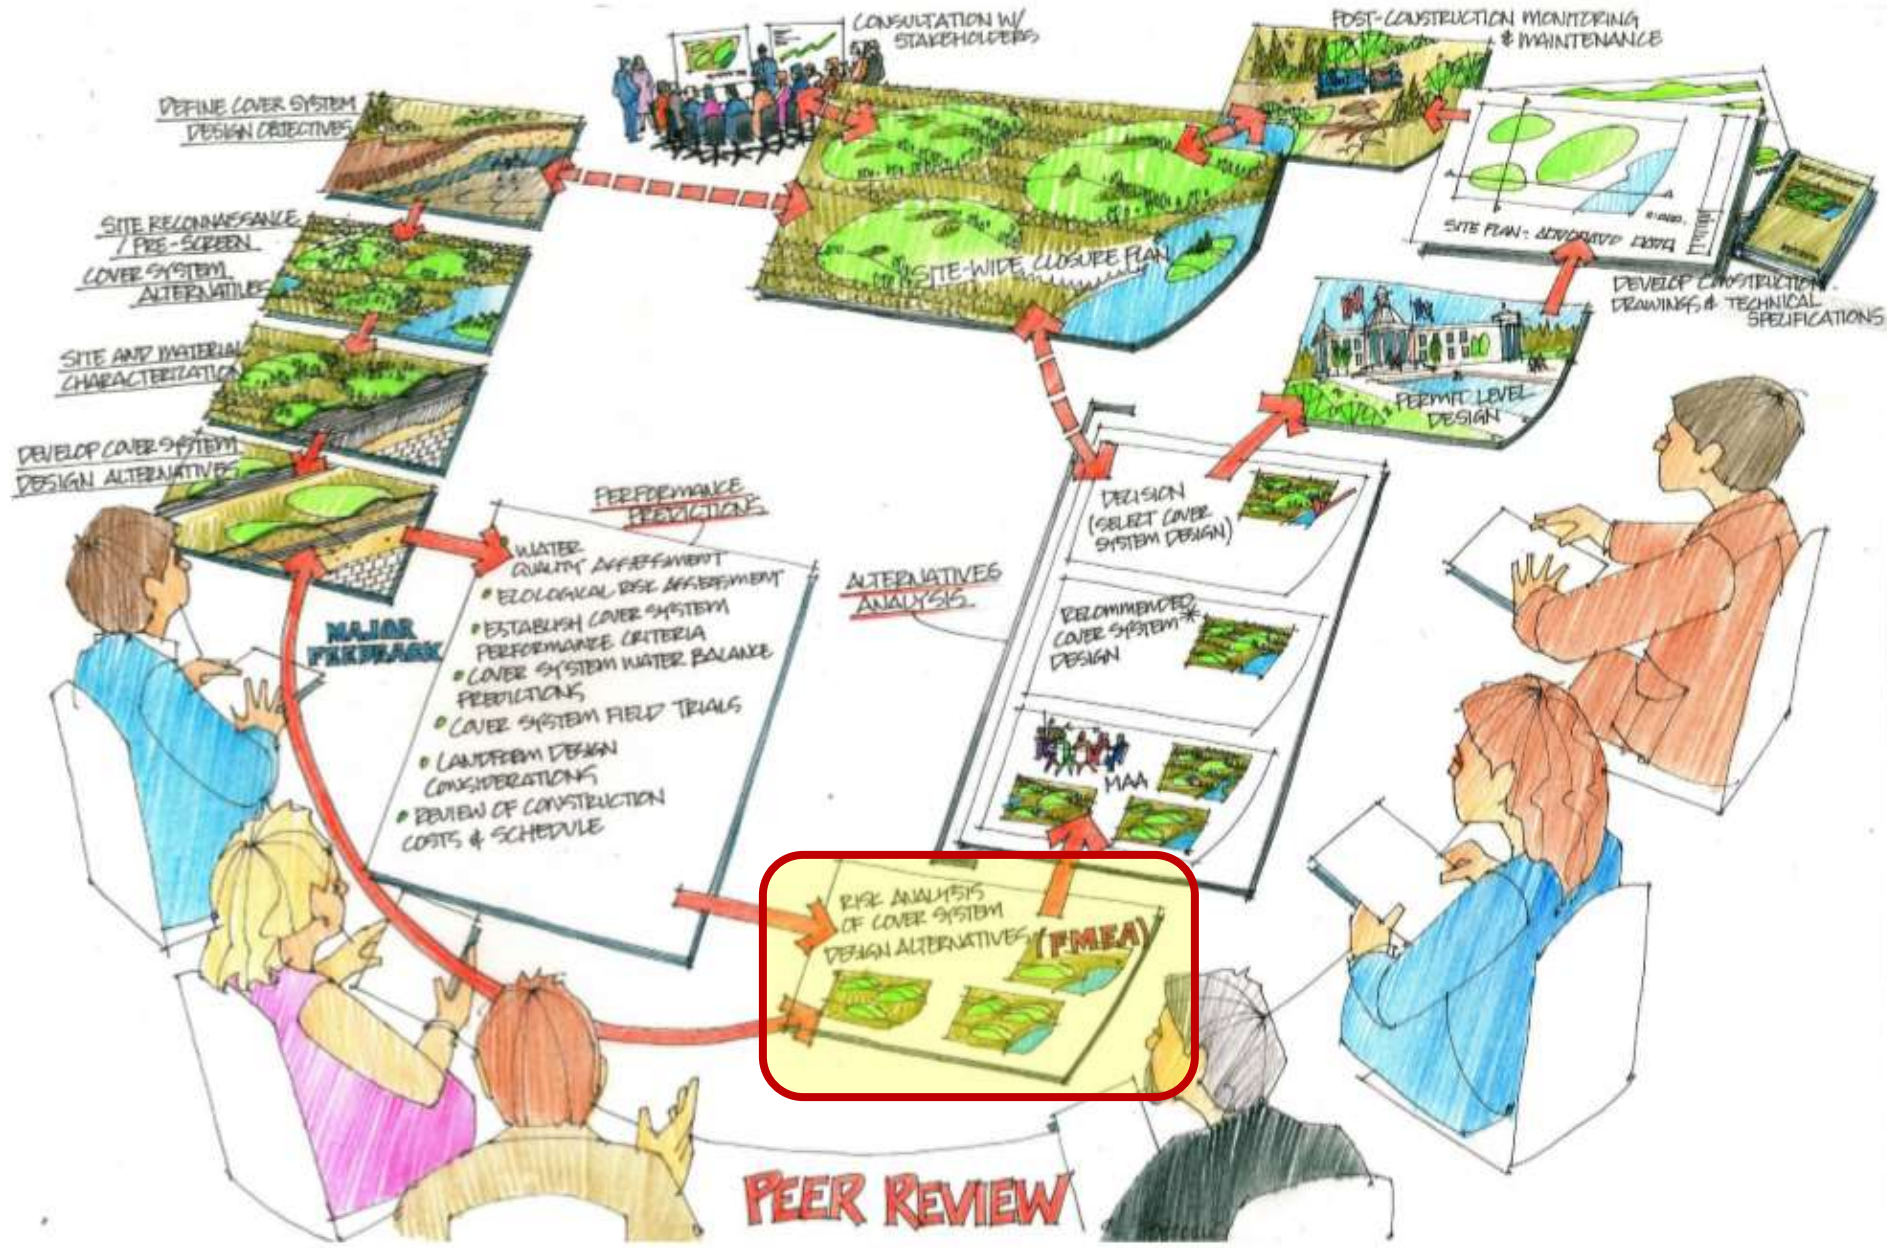 CONSULTATION W/
STAKEHOLDERS
POST-CONSTRUCTION MONITORING
& MAINTENANCE
DEFINE COVER SYSTEM
DESIGN OBJECTIVES
SITE RECONNAISSANCE
/ PRE-SCREEN
COVER SYSTEM
ALTERNATIVES
SITE AND MATERIAL
CHARACTERIZATION
DEVELOP COVER SYSTEM
DESIGN ALTERNATIVES
SITE-WIDE CLOSURE PLAN
SITE PLAN -
DEVELOP CONSTRUCTION
DRAWINGS & TECHNICAL
SPECIFICATIONS
PERMIT LEVEL
DESIGN
PERFORMANCE
PREDICTIONS
• WATER
QUALITY ASSESSMENT
• ECOLOGICAL RISK ASSESSMENT
• ESTABLISH COVER SYSTEM
PERFORMANCE CRITERIA
• COVER SYSTEM WATER BALANCE
PREDICTIONS
• COVER SYSTEM FIELD TRIALS
• LANDFORM DESIGN
CONSIDERATIONS
• REVIEW OF CONSTRUCTION
COSTS & SCHEDULE
MAJOR
FEEDBACK
ALTERNATIVES
ANALYSIS
DECISION
(SELECT COVER
SYSTEM DESIGN)
RECOMMENDED
COVER SYSTEM *
DESIGN
MAA
RISK ANALYSIS
OF COVER SYSTEM
DESIGN ALTERNATIVES (FMEA)
PEER REVIEW